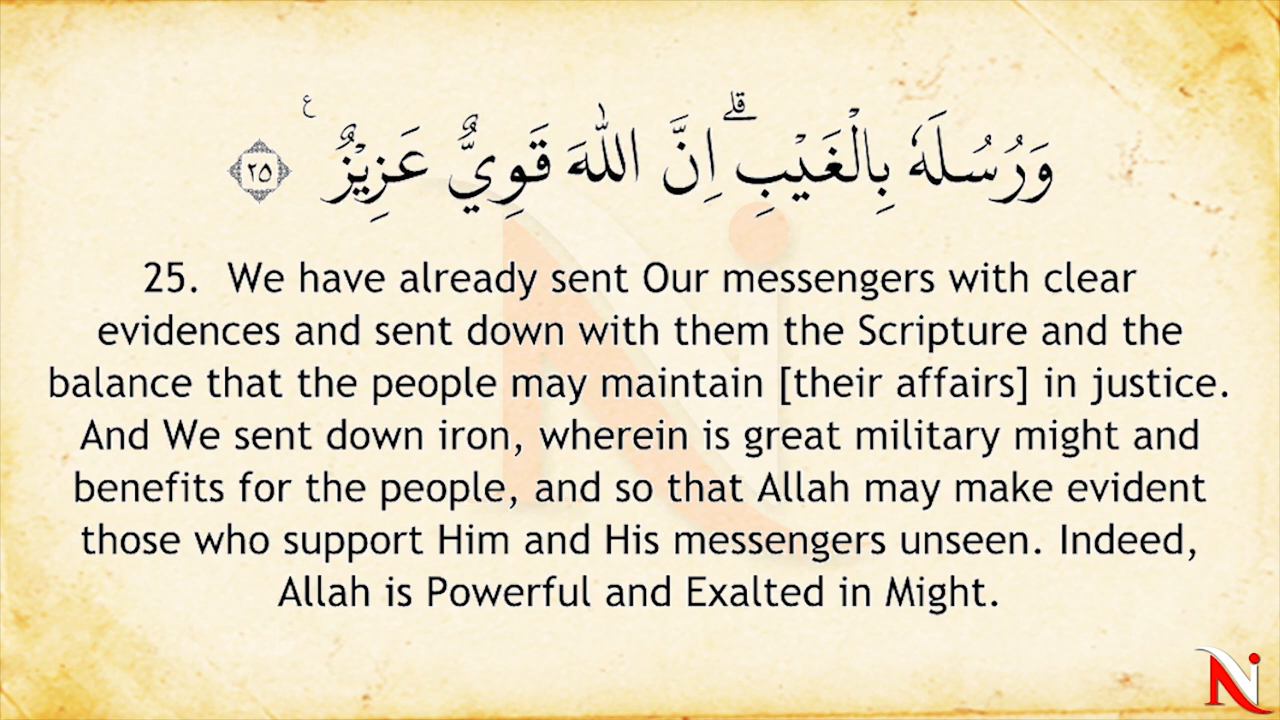 وَرُسُلَهٗ بِالْغَيْبِ ؕ قلے اِنَّ اللّٰهَ قَوِيٌّ عَزِيْزٌ ع ٢٥
25. We have already sent Our messengers with clear
evidences and sent down with them the Scripture and the
balance that the people may maintain [their affairs] in justice.
And We sent down iron, wherein is great military might and
benefits for the people, and so that Allah may make evident
those who support Him and His messengers unseen. Indeed,
Allah is Powerful and Exalted in Might.